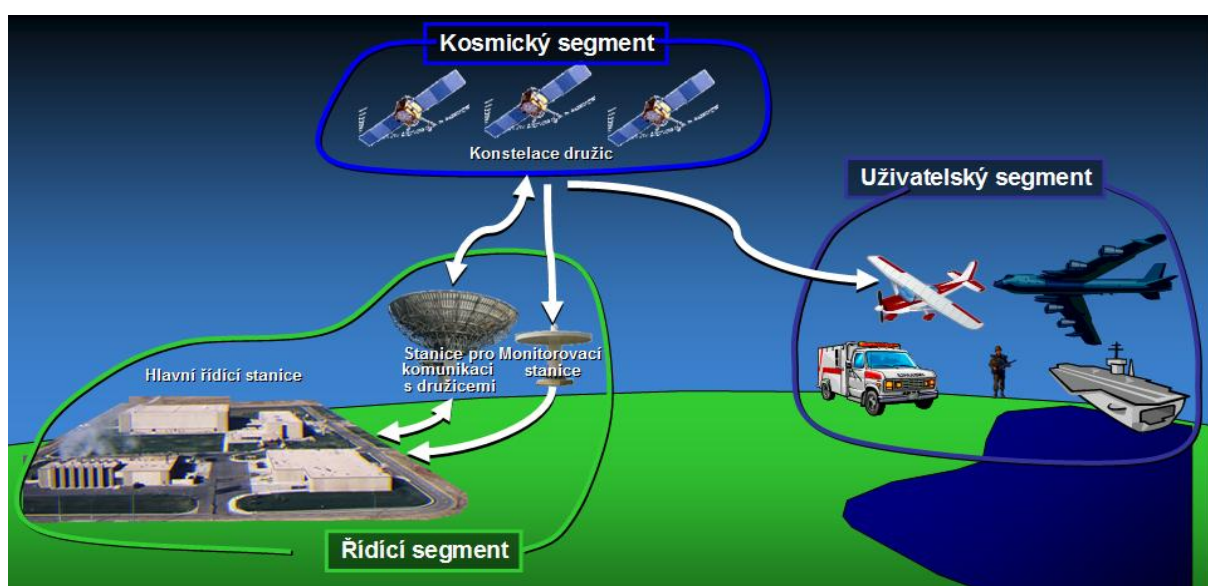 Kosmický segment
Konstelace družic
Uživatelský segment
Stanice pro
komunikaci
s družicemi
Monitorovací
stanice
Hlavní řídící stanice
Řídící segment